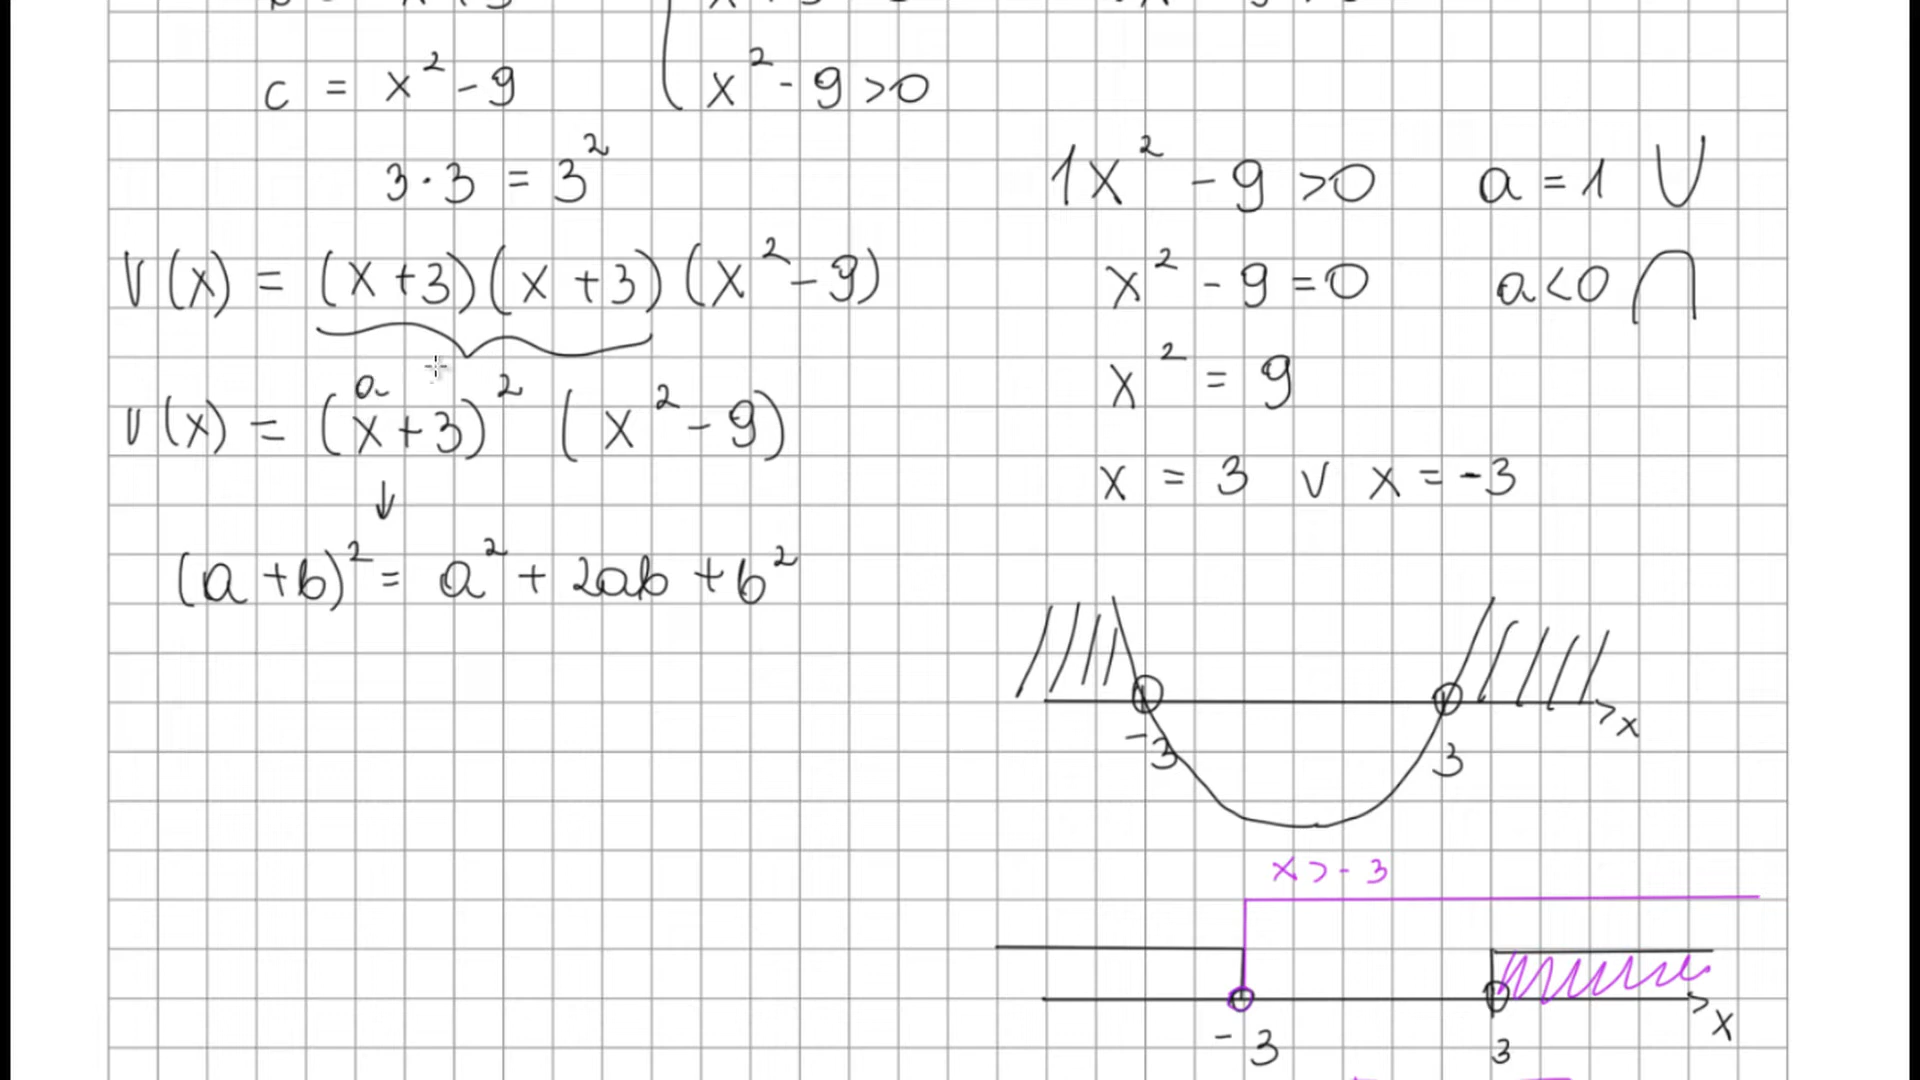 c = x² - 9
x² - 9 > 0
3 · 3 = 3²
V(x) = (x + 3)(x + 3)(x² - 9)
a
V(x) = (x + 3)² (x² - 9)
↓
(a + b)² = a² + 2ab + b²
1x² - 9 > 0 a = 1 ∪
x² - 9 = 0 a < 0 ∩
x² = 9
x = 3 ∨ x = -3
-3 3 x
x > -3
-3 3 x